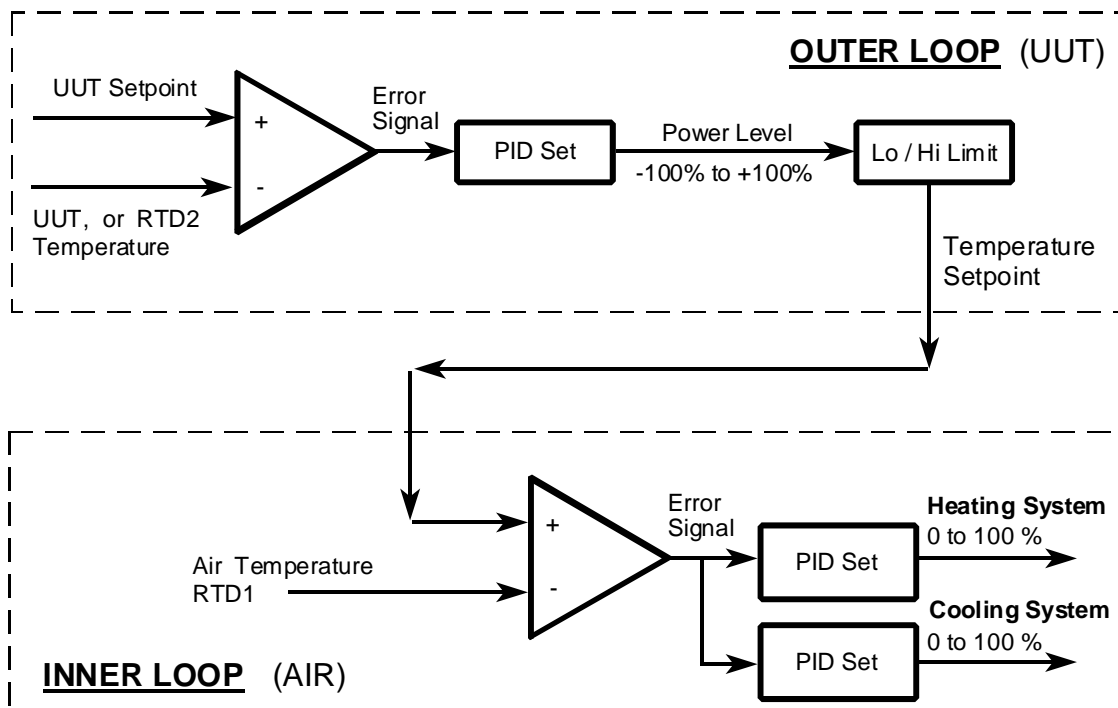 OUTER LOOP (UUT)
UUT Setpoint
+
-
UUT, or RTD2
Temperature
Error
Signal
PID Set
Power Level
-100% to +100%
Lo / Hi Limit
Temperature
Setpoint
+
-
Air Temperature
RTD1
Error
Signal
PID Set
Heating System
0 to 100 %
PID Set
Cooling System
0 to 100 %
INNER LOOP (AIR)